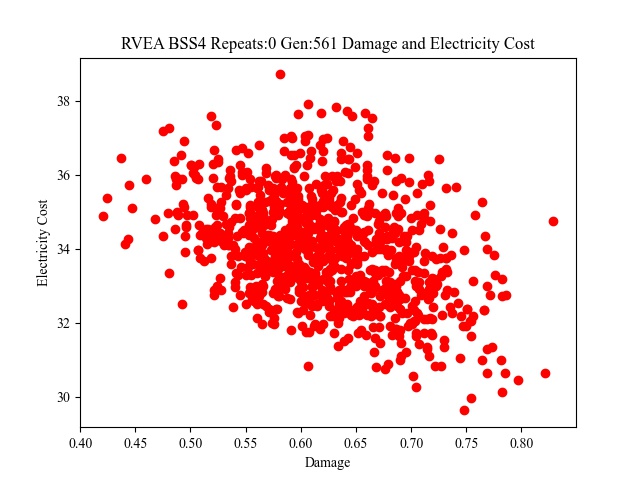 RVEA BSS4 Repeats:0 Gen:561 Damage and Electricity Cost
38
36
34
32
30
Electricity Cost
0.40 0.45 0.50 0.55 0.60 0.65 0.70 0.75 0.80
Damage